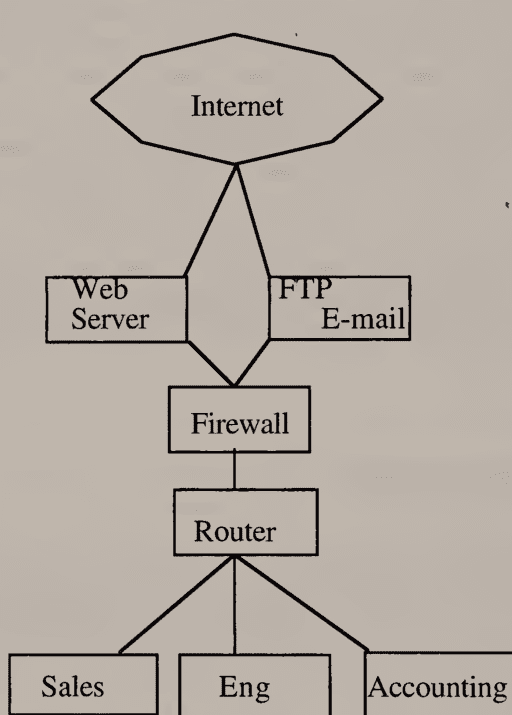 Internet
Web
Server
FTP
E-mail
Firewall
Router
Sales
Eng
Accounting